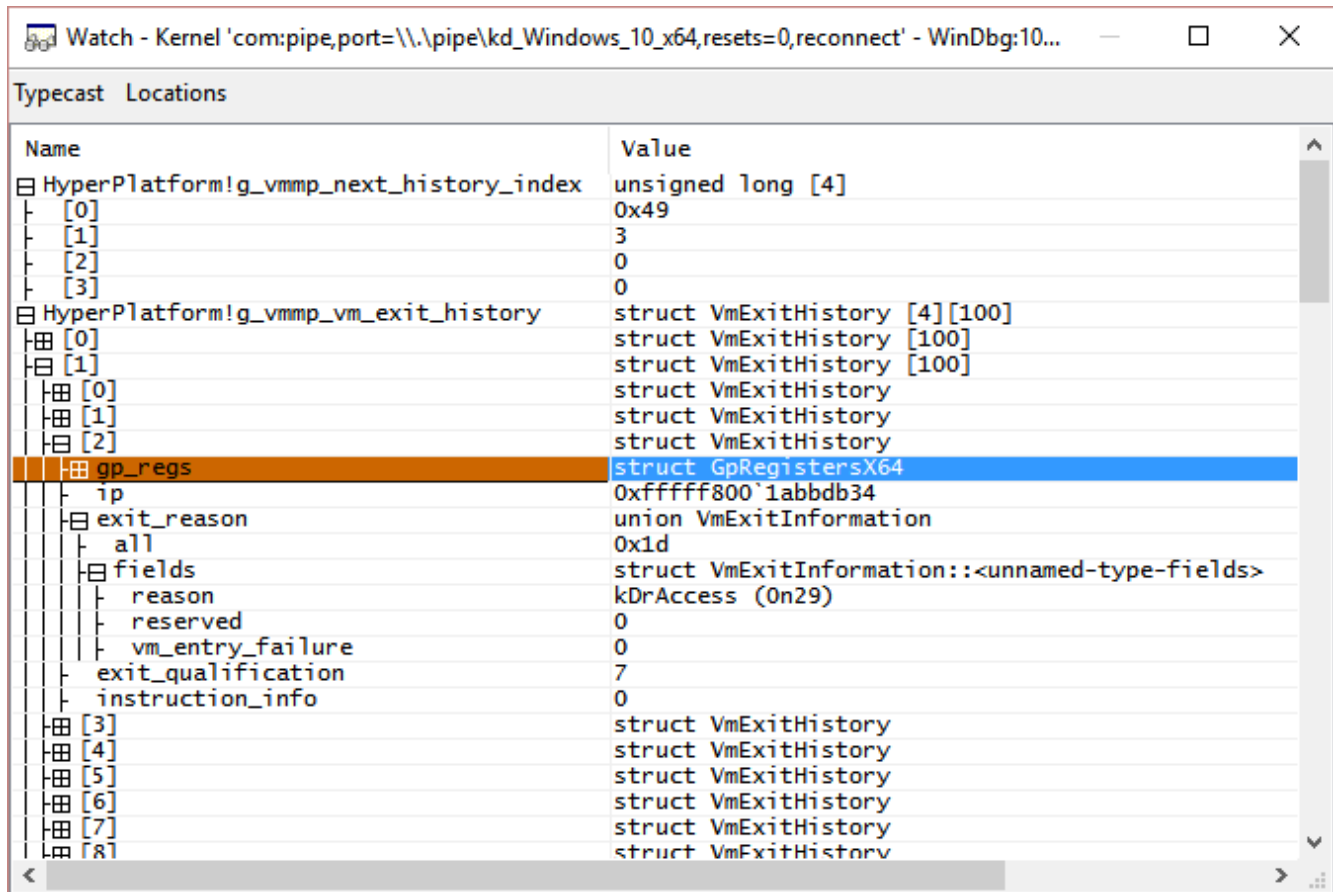 Watch - Kernel 'com:pipe,port=\\.\pipe\kd_Windows_10_x64,resets=0,reconnect' - WinDbg:10...
Typecast Locations
Name Value
HyperPlatform!g_vmmp_next_history_index unsigned long [4]
[0] 0x49
[1] 3
[2] 0
[3] 0
HyperPlatform!g_vmmp_vm_exit_history struct VmExitHistory [4][100]
[0] struct VmExitHistory [100]
[1] struct VmExitHistory [100]
[0] struct VmExitHistory
[1] struct VmExitHistory
[2] struct VmExitHistory
gp_regs struct GpRegistersX64
ip 0xfffff800`1abbdb34
exit_reason union VmExitInformation
all 0x1d
fields struct VmExitInformation::<unnamed-type-fields>
reason kDrAccess (0n29)
reserved 0
vm_entry_failure 0
exit_qualification 7
instruction_info 0
[3] struct VmExitHistory
[4] struct VmExitHistory
[5] struct VmExitHistory
[6] struct VmExitHistory
[7] struct VmExitHistory
[8] struct VmExitHistory